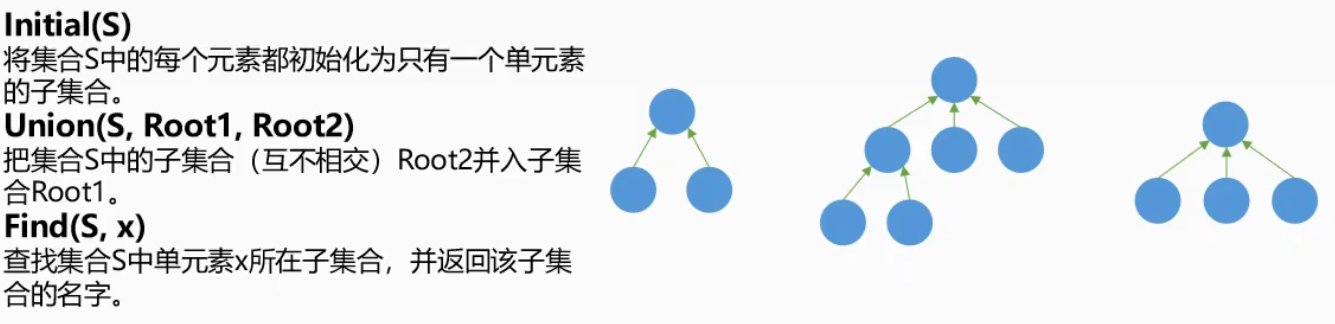 Initial(S)
将集合S中的每个元素都初始化为只有一个单元素
的子集合。
Union(S, Root1, Root2)
把集合S中的子集合（互不相交）Root2并入子集
合Root1。
Find(S, x)
查找集合S中单元素x所在子集合，并返回该子集
合的名字。